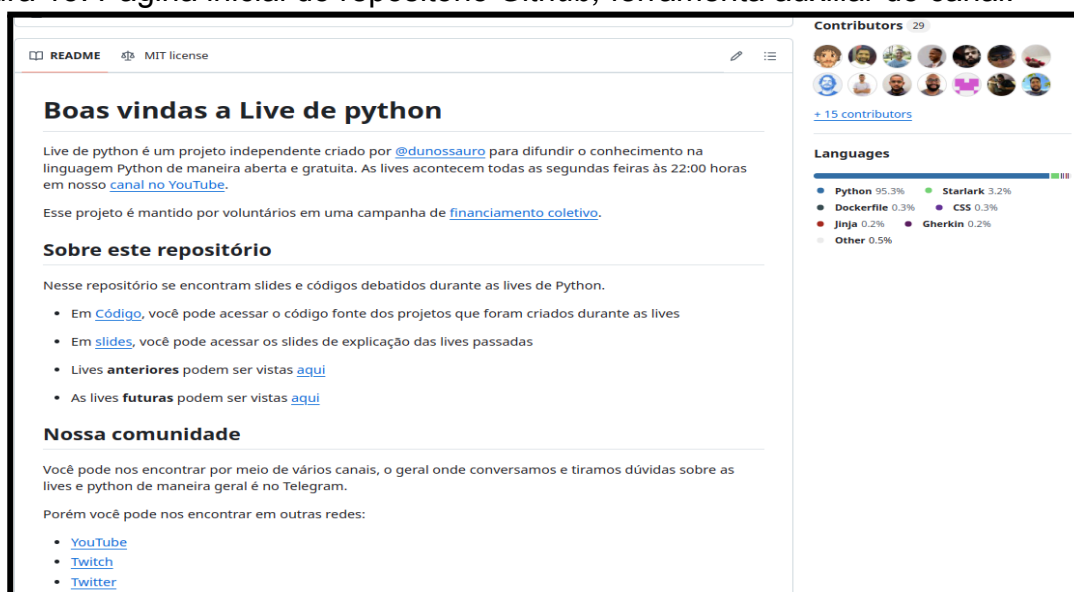 Página inicial do repositório GitHub, ferramenta auxiliar do canal.
README MIT license
Boas vindas a Live de python
Live de python é um projeto independente criado por @dunossauro para difundir o conhecimento na
linguagem Python de maneira aberta e gratuita. As lives acontecem todas as segundas feiras às 22:00 horas
em nosso canal no YouTube.
Esse projeto é mantido por voluntários em uma campanha de financiamento coletivo.
Sobre este repositório
Nesse repositório se encontram slides e códigos debatidos durante as lives de Python.
• Em Código, você pode acessar o código fonte dos projetos que foram criados durante as lives
• Em slides, você pode acessar os slides de explicação das lives passadas
• Lives anteriores podem ser vistas aqui
• As lives futuras podem ser vistas aqui
Nossa comunidade
Você pode nos encontrar por meio de vários canais, o geral onde conversamos e tiramos dúvidas sobre as
lives e python de maneira geral é no Telegram.
Porém você pode nos encontrar em outras redes:
• YouTube
• Twitch
• Twitter
Contributors 29
+ 15 contributors
Languages
Python 95.3% Starlark 3.2%
Dockerfile 0.3% CSS 0.3%
Jinja 0.2% Gherkin 0.2%
Other 0.5%